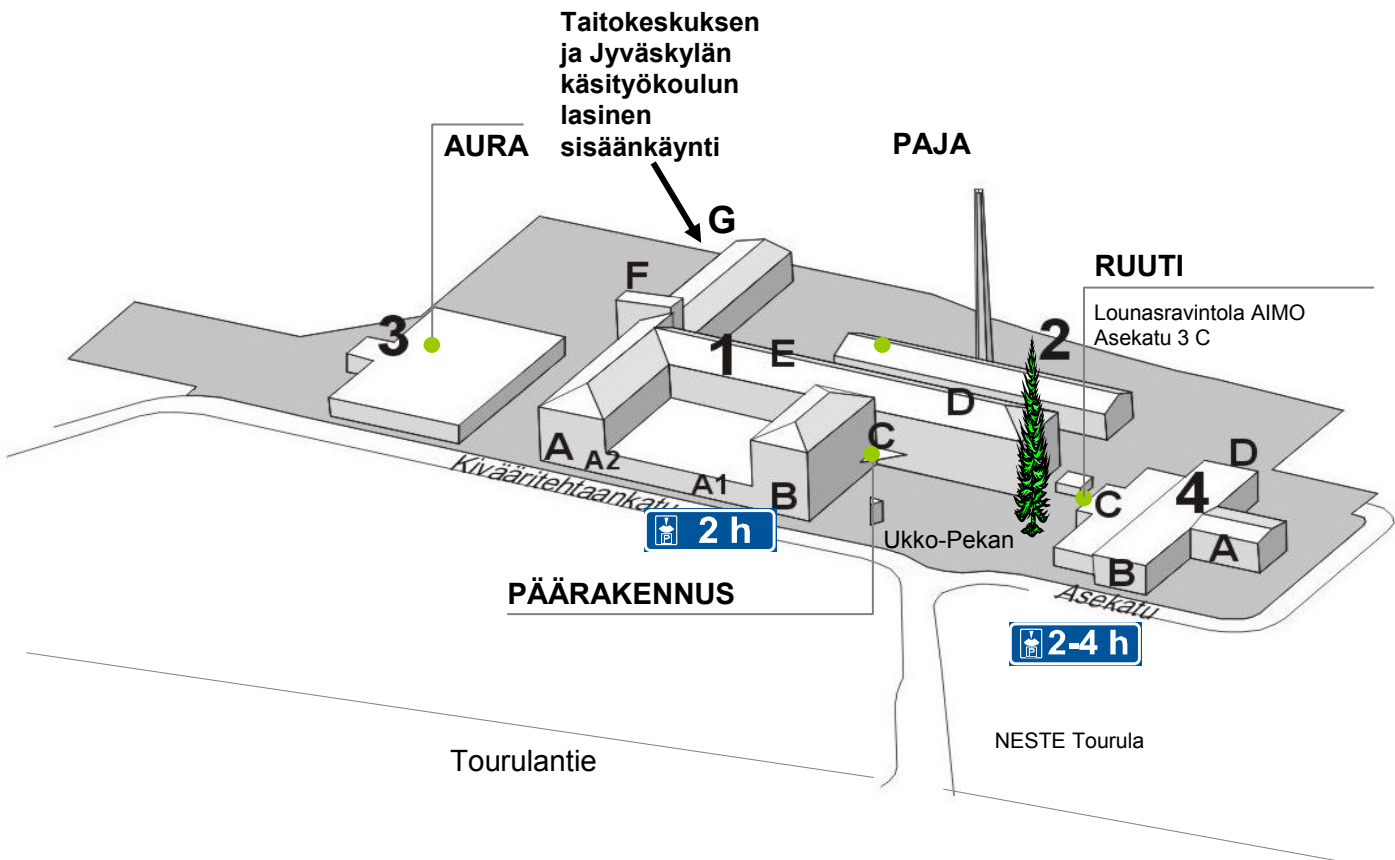 Taitokeskuksen
ja Jyväskylän
käsityökoulun
lasinen
sisäänkäynti
AURA
PAJA
G
RUUTI
Lounasravintola AIMO
Asekatu 3 C
F
3
1
E
2
D
A
A2
A1
B
C
Kivääritehtaankatu
P
2 h
Ukko-Pekan
C
4
D
A
B
PÄÄRAKENNUS
Asekatu
P
2-4 h
Tourulantie
NESTE Tourula